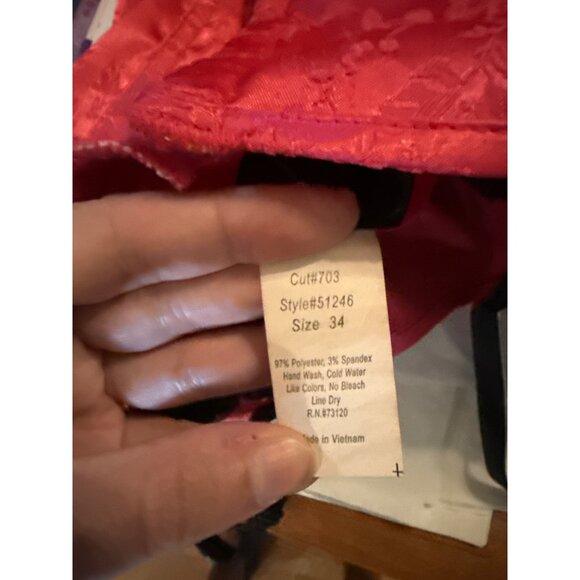 Cut#703
Style#51246
Size 34
97% Polyester, 3% Spandex
Hand Wash, Cold Water
Like Colors, No Bleach
Line Dry
R.N.#73120
Made in Vietnam